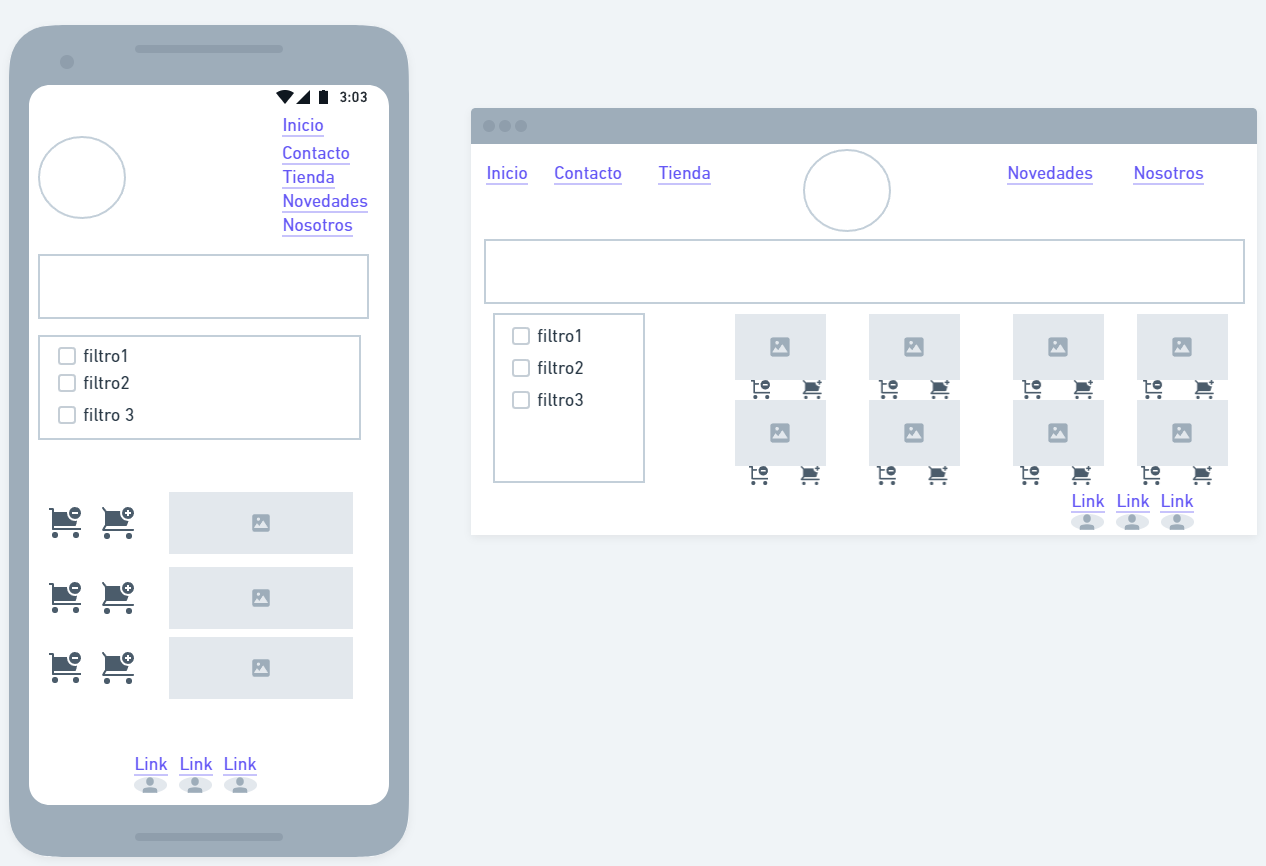 3:03
Inicio
Contacto
Tienda
Novedades
Nosotros
filtro1
filtro2
filtro 3
Link Link Link
Inicio Contacto Tienda Novedades Nosotros
filtro1
filtro2
filtro3
Link Link Link